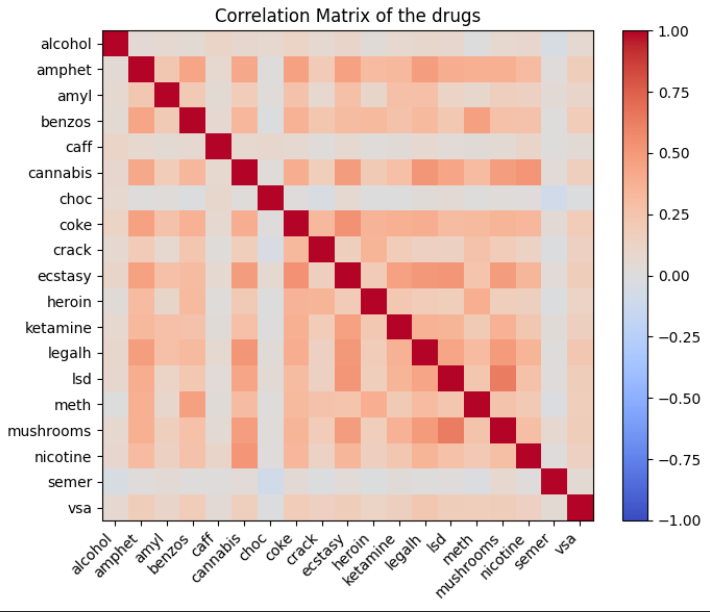 Correlation Matrix of the drugs
alcohol
amphet
amyl
benzos
caff
cannabis
choc
coke
crack
ecstasy
heroin
ketamine
legalh
lsd
meth
mushrooms
nicotine
semer
vsa
alcohol
amphet
amyl
benzos
caff
cannabis
choc
coke
crack
ecstasy
heroin
ketamine
legalh
lsd
meth
mushrooms
nicotine
semer
vsa
1.00
0.75
0.50
0.25
0.00
−0.25
−0.50
−0.75
−1.00